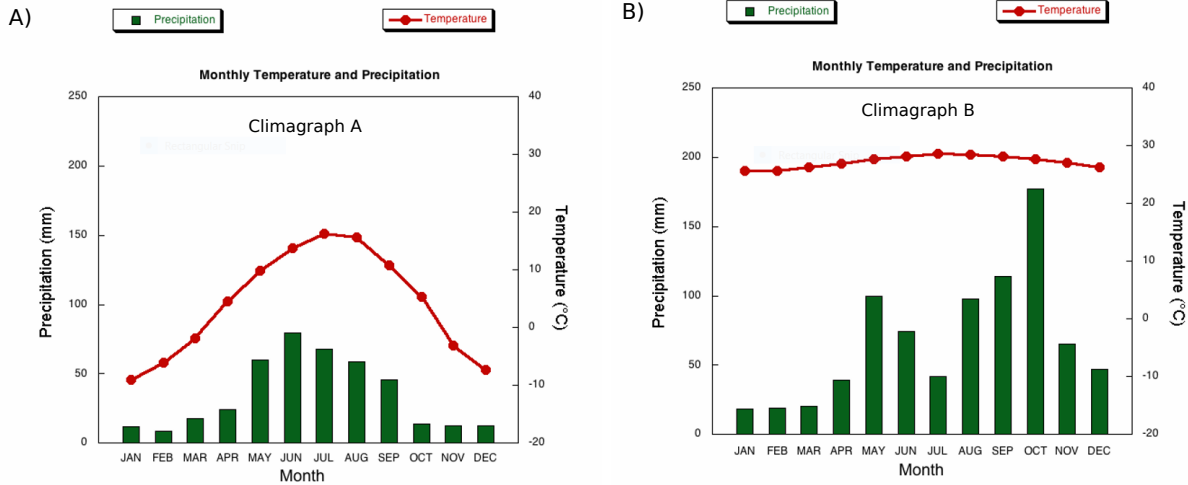 A)
Precipitation
Temperature
Monthly Temperature and Precipitation
Climagraph A
Rectangular Snip
250
200
150
100
50
0
Precipitation (mm)
40
30
20
10
0
-10
-20
Temperature (°C)
JAN FEB MAR APR MAY JUN JUL AUG SEP OCT NOV DEC
Month
B)
Precipitation
Temperature
Monthly Temperature and Precipitation
Climagraph B
250
200
150
100
50
0
Precipitation (mm)
40
30
20
10
0
-10
-20
Temperature (°C)
JAN FEB MAR APR MAY JUN JUL AUG SEP OCT NOV DEC
Month